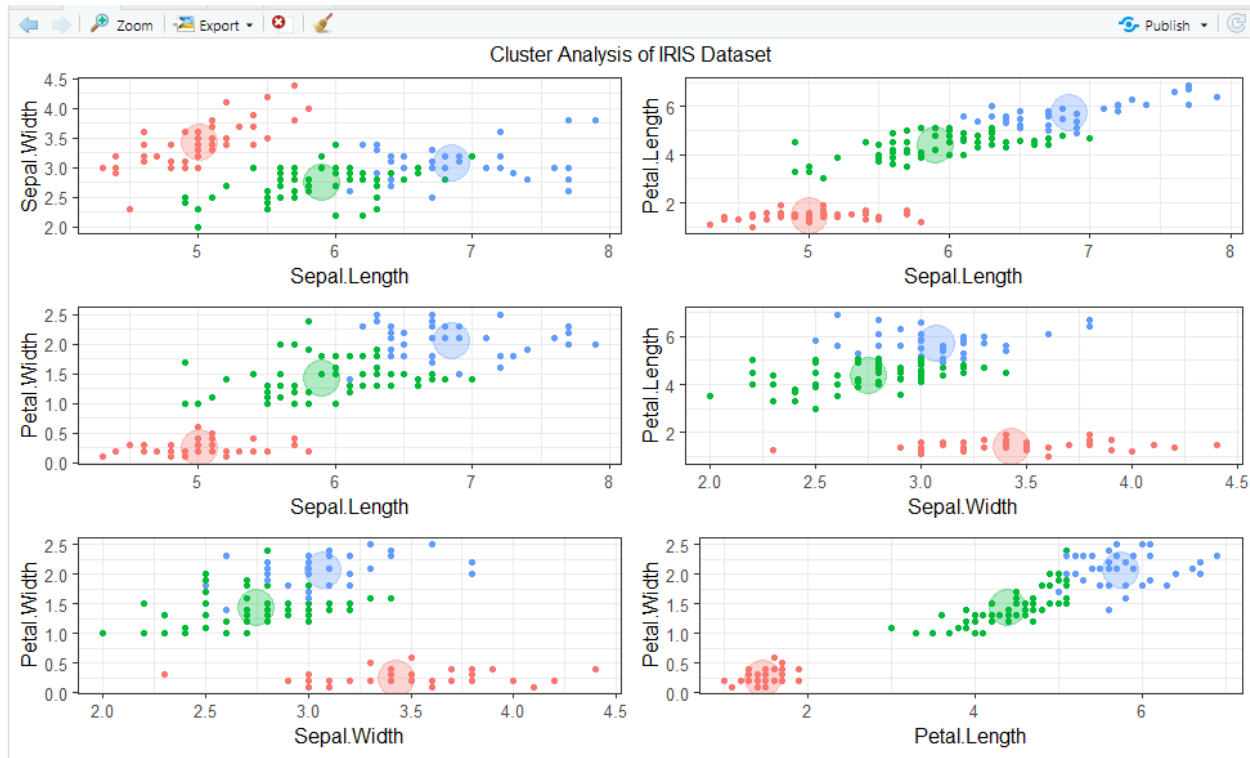 Zoom Export Publish
Cluster Analysis of IRIS Dataset
Sepal.Width
4.5
4.0
3.5
3.0
2.5
2.0
5 6 7 8
Sepal.Length
Petal.Length
6
4
2
5 6 7 8
Sepal.Length
Petal.Width
2.5
2.0
1.5
1.0
0.5
0.0
5 6 7 8
Sepal.Length
Petal.Length
6
4
2
2.0 2.5 3.0 3.5 4.0 4.5
Sepal.Width
Petal.Width
2.5
2.0
1.5
1.0
0.5
0.0
2.0 2.5 3.0 3.5 4.0 4.5
Sepal.Width
Petal.Width
2.5
2.0
1.5
1.0
0.5
0.0
2 4 6
Petal.Length